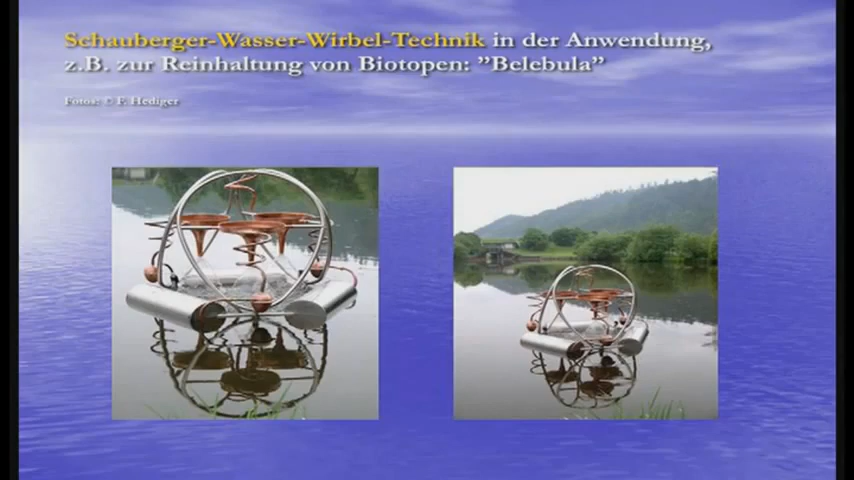 Schauberger-Wasser-Wirbel-Technik in der Anwendung,
z.B. zur Reinhaltung von Biotopen: ”Belebula”
Fotos: © F. Hediger